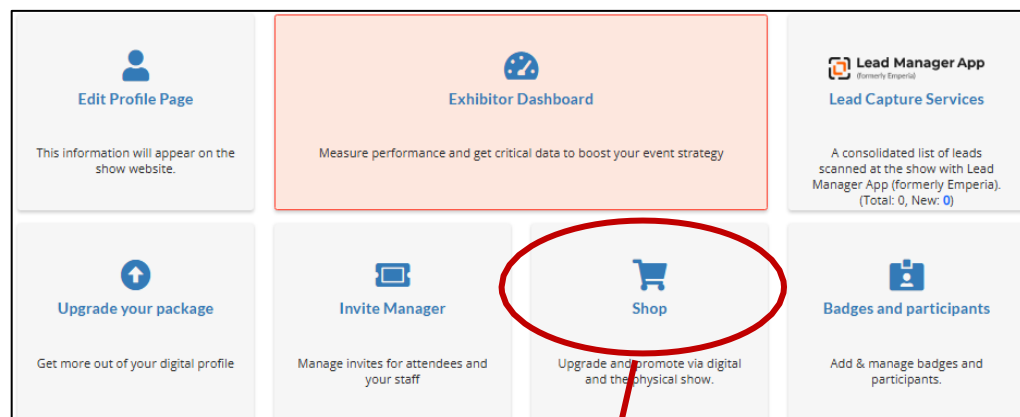 Edit Profile Page
This information will appear on the
show website.
Exhibitor Dashboard
Measure performance and get critical data to boost your event strategy
Lead Manager App
(formerly Emperia)
Lead Capture Services
A consolidated list of leads
scanned at the show with Lead
Manager App (formerly Emperia).
(Total: 0, New: 0)
Upgrade your package
Get more out of your digital profile
Invite Manager
Manage invites for attendees and
your staff
Shop
Upgrade and promote via digital
and the physical show.
Badges and participants
Add & manage badges and
participants.